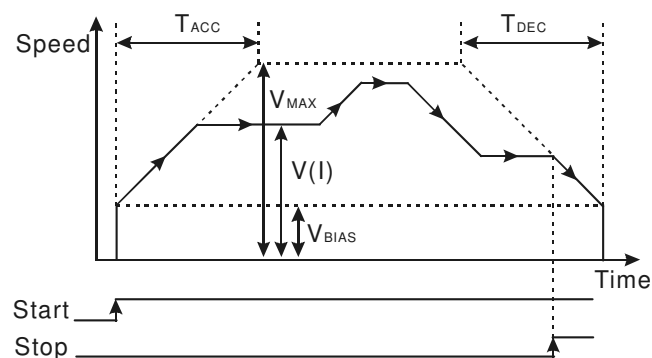 TACC
TDEC
Speed
VMAX
V(I)
VBIAS
Time
Start
Stop